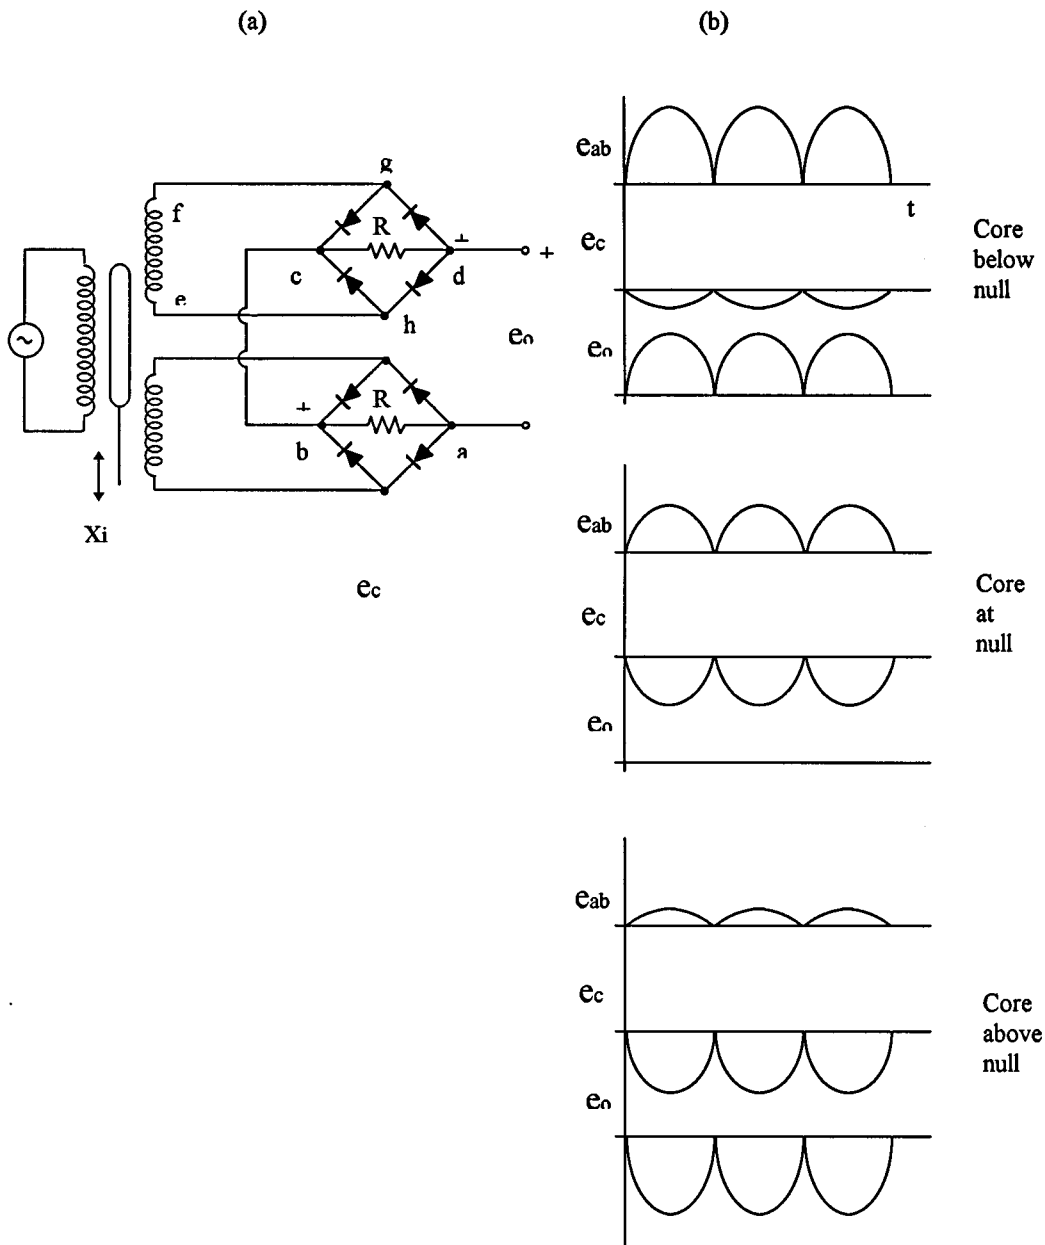 (a)
(b)
g
f
R
+
+
c
d
e
h
eo
R
+
b
a
Xi
ec
eab
t
ec
Core
below
null
eo
eab
ec
Core
at
null
eo
eab
ec
Core
above
null
eo